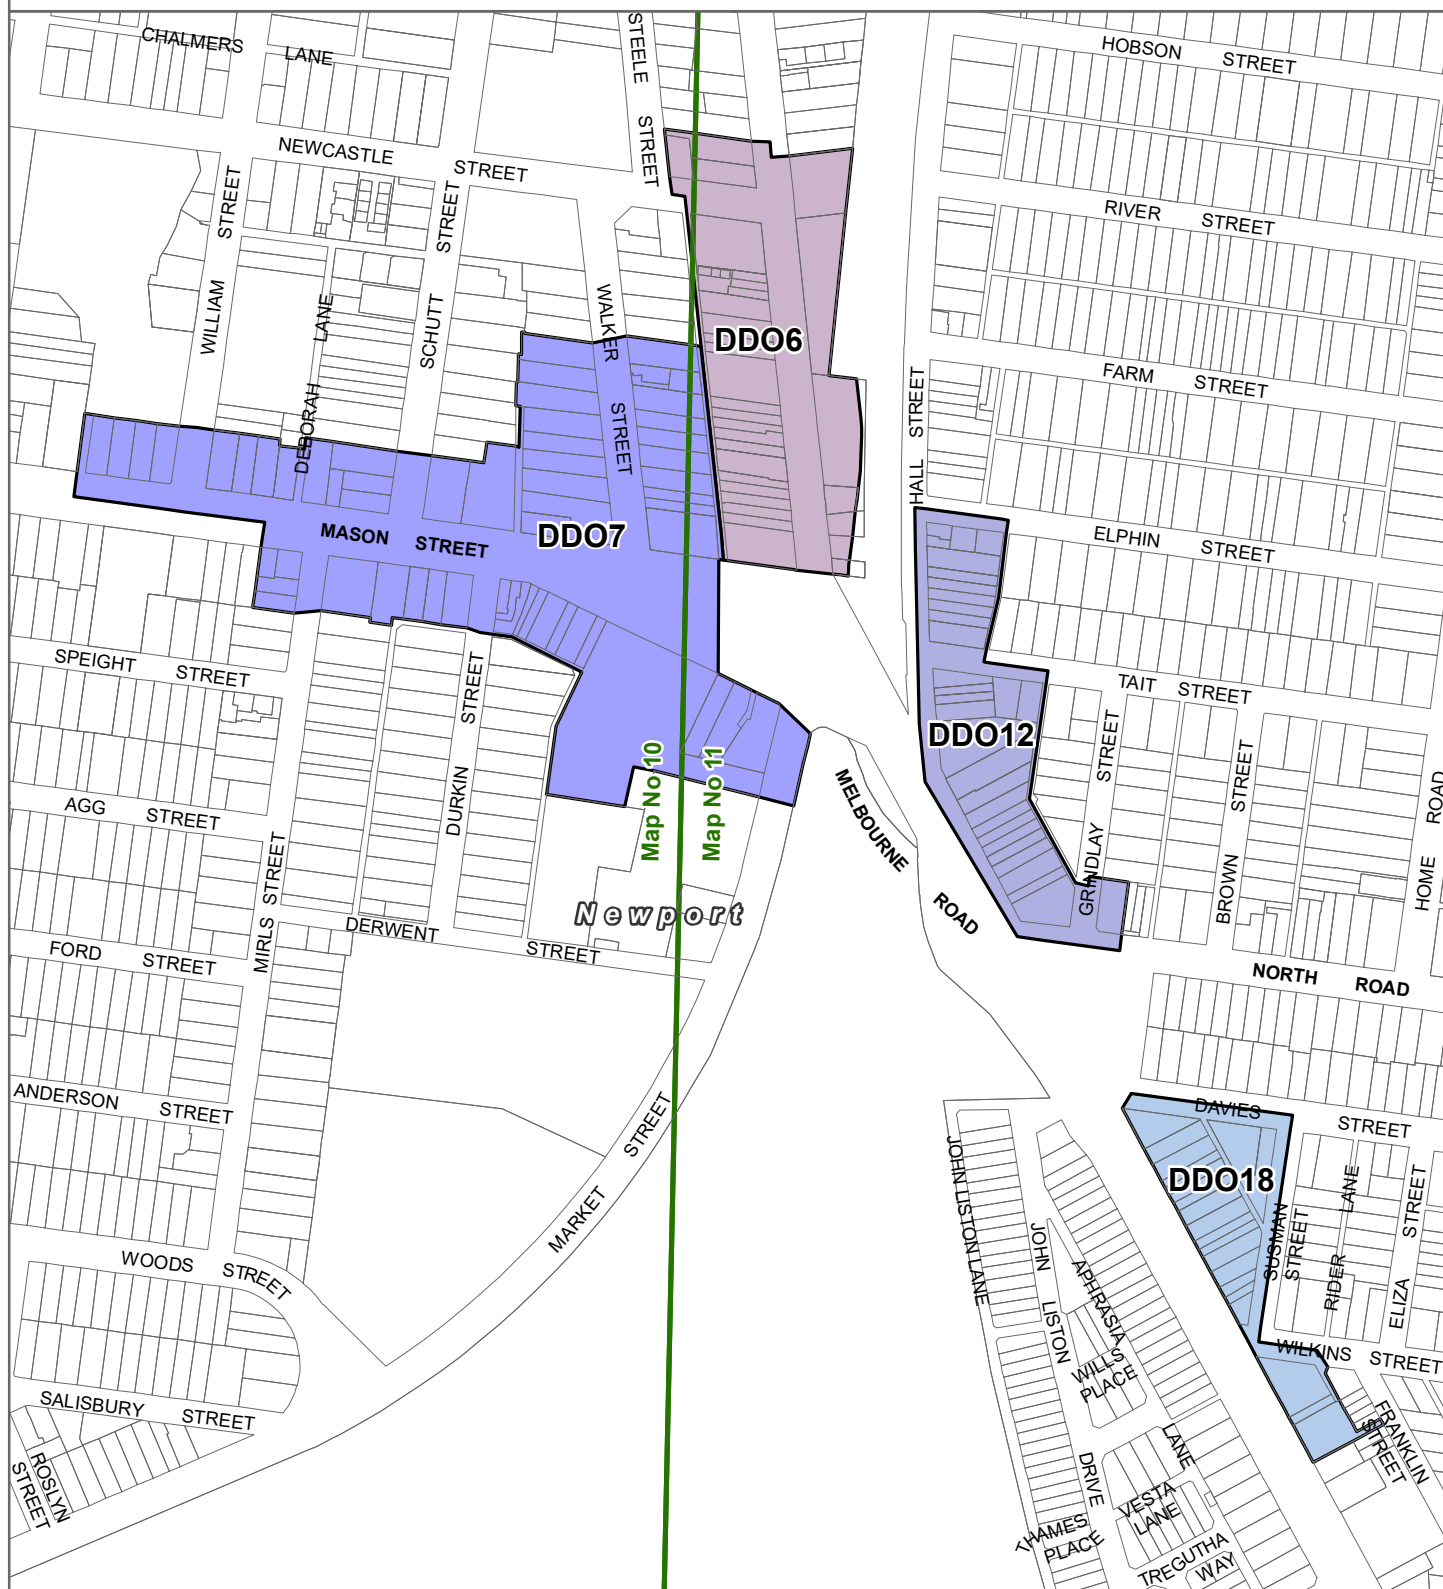 CHALMERS LANE
STEELE STREET
HOBSON STREET
NEWCASTLE STREET
WILLIAM STREET
SCHUTT STREET
RIVER STREET
DEBORAH LANE
WALKER STREET
DDO6
FARM STREET
HALL STREET
DDO7
MASON STREET
ELPHIN STREET
SPEIGHT STREET
DURKIN STREET
TAIT STREET
DDO12
GRINDLAY STREET
BROWN STREET
HOME ROAD
Map No 10
Map No 11
MELBOURNE ROAD
AGG STREET
MIRLS STREET
Newport
DERWENT STREET
FORD STREET
NORTH ROAD
ANDERSON STREET
MARKET STREET
DAVIES STREET
DDO18
SUSMAN STREET
RIDER LANE
ELIZA STREET
JOHN LISTON LANE
JOHN LISTON DRIVE
APHRASIA LANE
WOODS STREET
WILLS PLACE
WILKINS STREET
FRANKLIN STREET
SALISBURY STREET
ROSLYN STREET
VESTA LANE
THAMES PLACE
TREGUTHA WAY